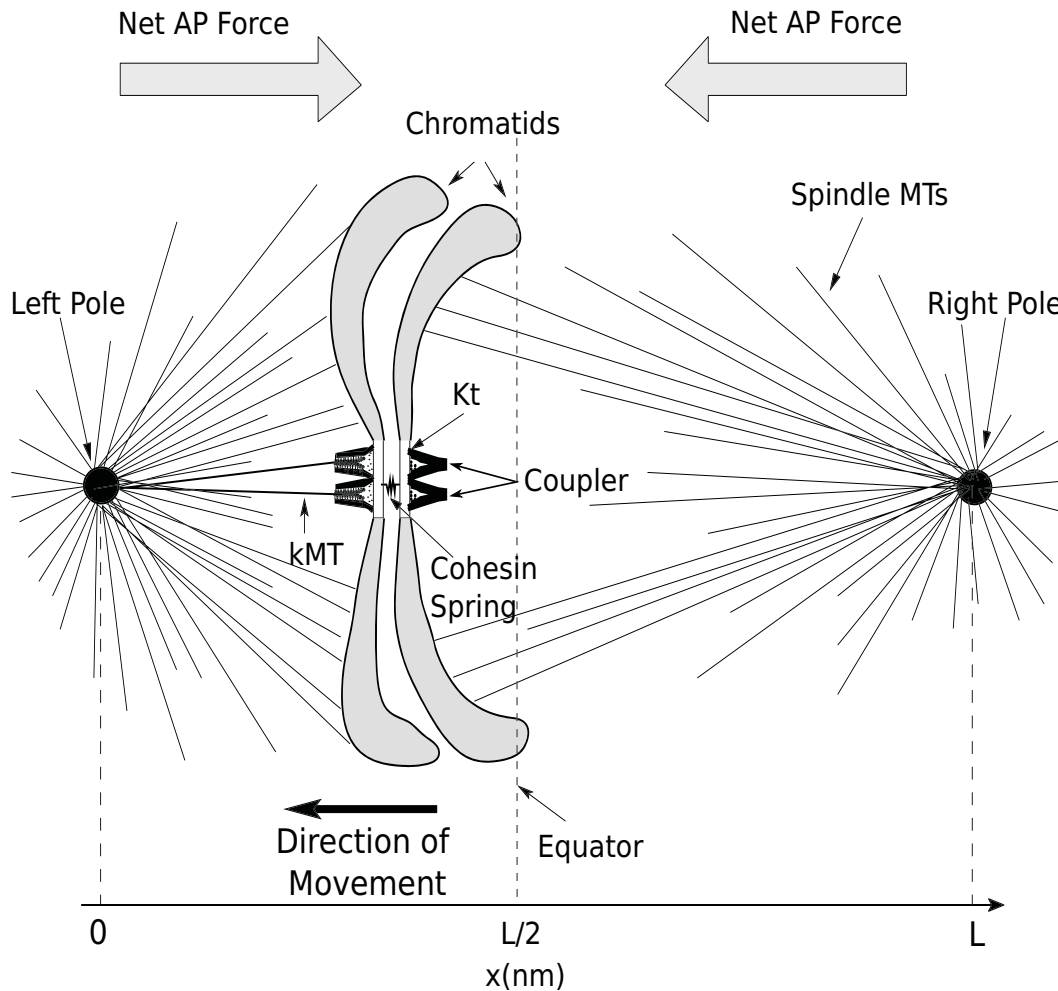 Net AP Force
Net AP Force
Chromatids
Spindle MTs
Left Pole
Right Pole
Kt
Coupler
kMT
Cohesin
Spring
Direction of
Movement
Equator
0
L/2
L
x(nm)